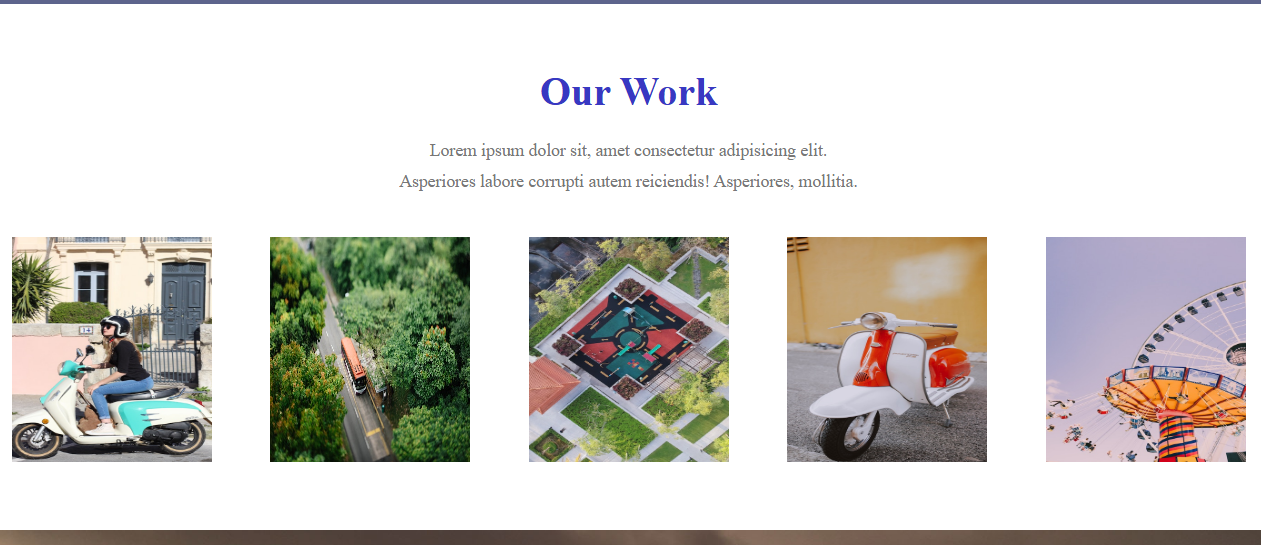 Our Work
Lorem ipsum dolor sit, amet consectetur adipisicing elit.
Asperiores labore corrupti autem reiciendis! Asperiores, mollitia.